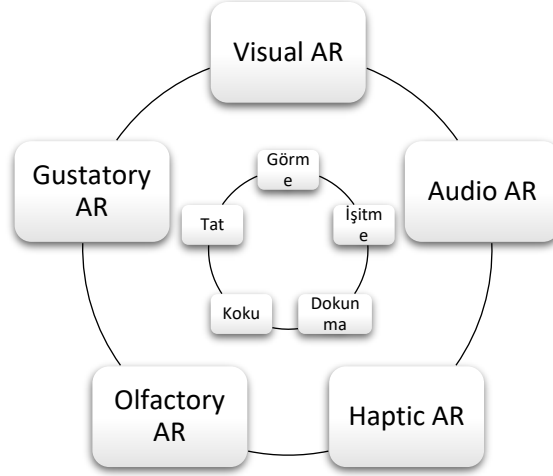 Visual AR
Gustatory
AR
Audio AR
Görm
e
Tat
İşitm
e
Koku
Dokun
ma
Olfactory
AR
Haptic AR